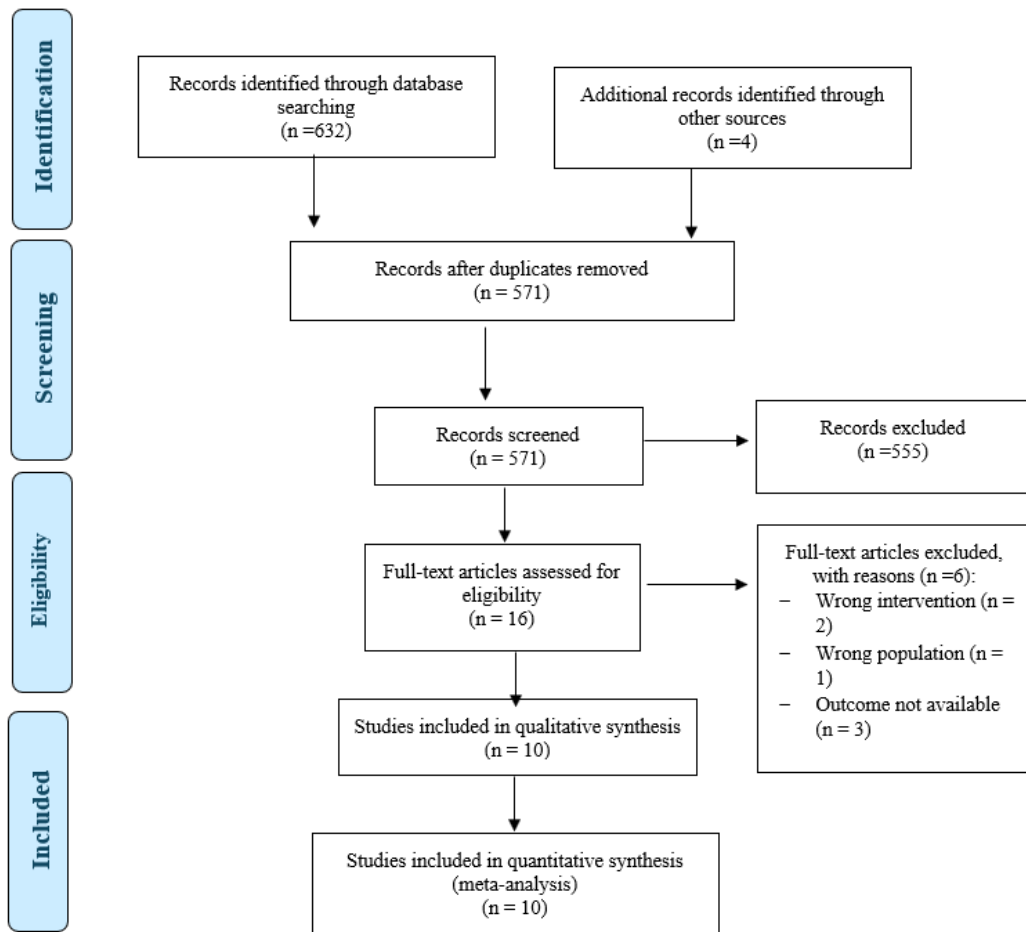 Identification
Records identified through database
searching
(n =632)
Additional records identified through
other sources
(n =4)
Screening
Records after duplicates removed
(n = 571)
Records screened
(n = 571)
Records excluded
(n =555)
Eligibility
Full-text articles assessed for
eligibility
(n = 16)
Full-text articles excluded,
with reasons (n =6):
– Wrong intervention (n =
2)
– Wrong population (n =
1)
– Outcome not available
(n = 3)
Included
Studies included in qualitative synthesis
(n = 10)
Studies included in quantitative synthesis
(meta-analysis)
(n = 10)